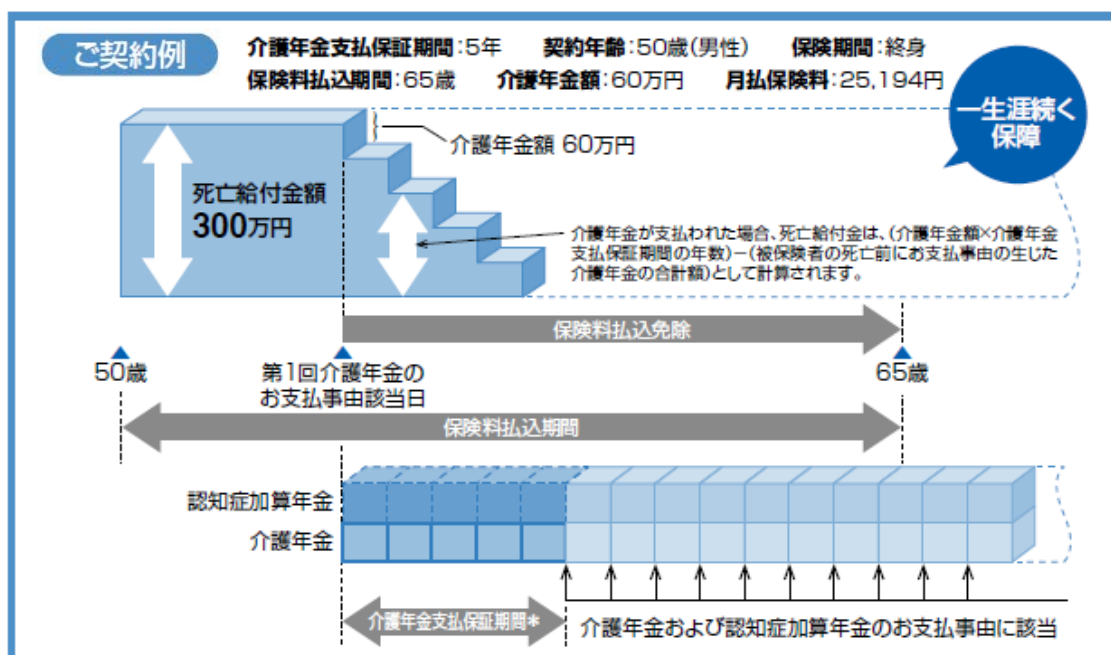 ご契約例
介護年金支払保証期間:5年 契約年齢:50歳(男性) 保険期間:終身
保険料払込期間:65歳 介護年金額:60万円 月払保険料:25,194円
一生涯続く
保障
介護年金額 60万円
死亡給付金額
300万円
介護年金が支払われた場合、死亡給付金は、(介護年金額×介護年金
支払保証期間の年数)−(被保険者の死亡前にお支払事由の生じた
介護年金の合計額)として計算されます。
保険料払込免除
50歳
第1回介護年金の
お支払事由該当日
65歳
保険料払込期間
認知症加算年金
介護年金
介護年金支払保証期間*
介護年金および認知症加算年金のお支払事由に該当